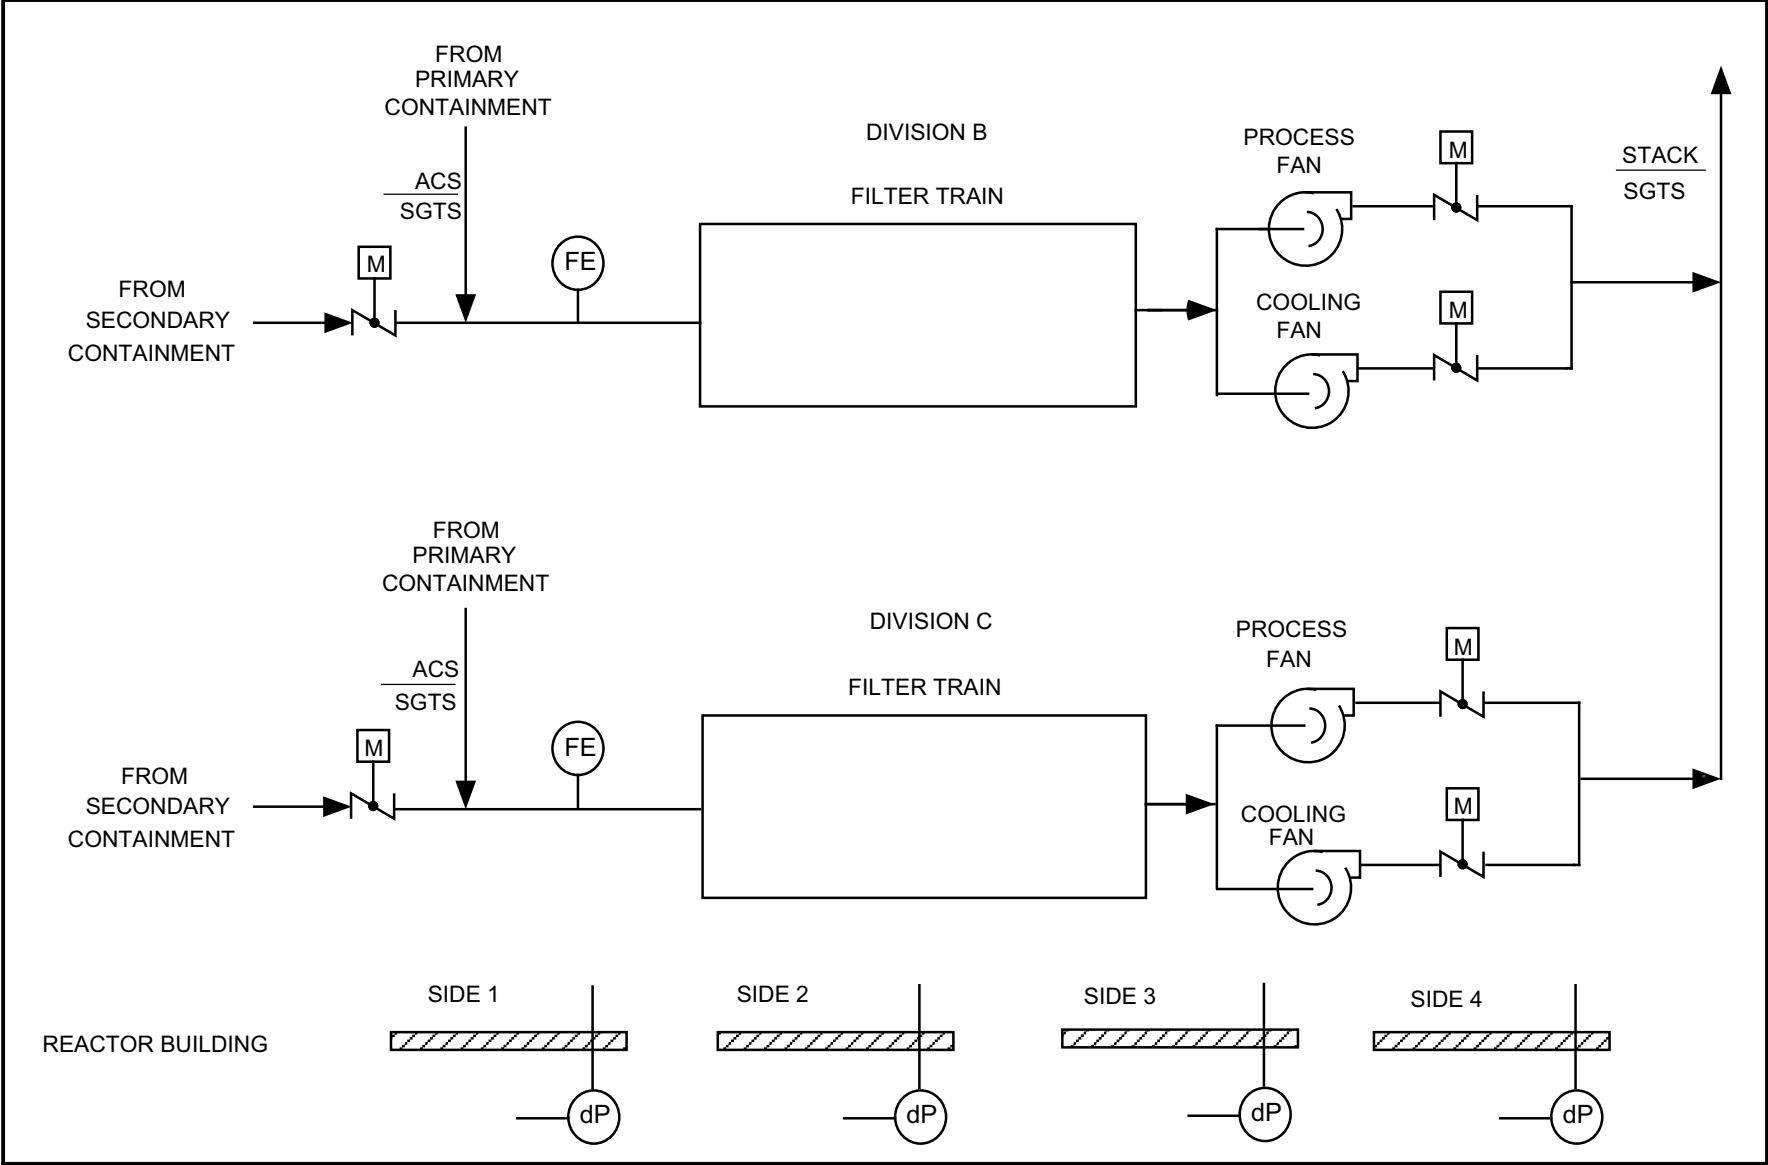 FROM
PRIMARY
CONTAINMENT
DIVISION B
FILTER TRAIN
ACS
SGTS
M
FE
FROM
SECONDARY
CONTAINMENT
PROCESS
FAN
M
COOLING
FAN
M
STACK
SGTS
FROM
PRIMARY
CONTAINMENT
DIVISION C
FILTER TRAIN
ACS
SGTS
M
FE
FROM
SECONDARY
CONTAINMENT
PROCESS
FAN
M
COOLING
FAN
M
REACTOR BUILDING
SIDE 1
dP
SIDE 2
dP
SIDE 3
dP
SIDE 4
dP